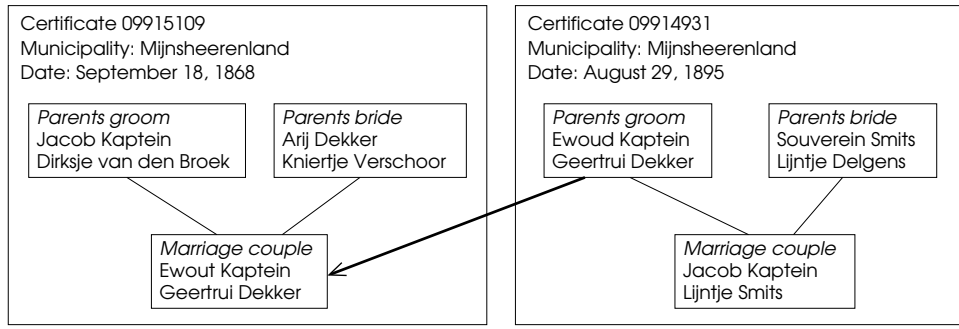 Certificate 09915109
Municipality: Mijnsheerenland
Date: September 18, 1868
Parents groom
Jacob Kaptein
Dirksje van den Broek
Parents bride
Arij Dekker
Kniertje Verschoor
Marriage couple
Ewout Kaptein
Geertrui Dekker
Certificate 09914931
Municipality: Mijnsheerenland
Date: August 29, 1895
Parents groom
Ewoud Kaptein
Geertrui Dekker
Parents bride
Souverein Smits
Lijntje Delgens
Marriage couple
Jacob Kaptein
Lijntje Smits